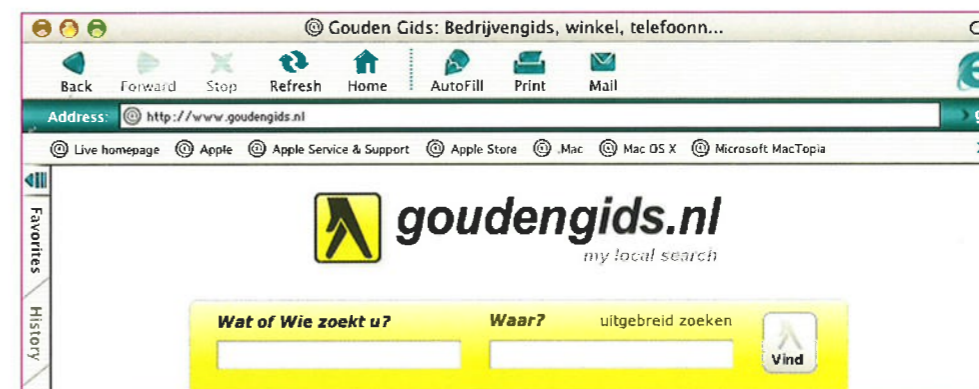 Gouden Gids: Bedrijvengids, winkel, telefoonn...
Back Forward Stop Refresh Home AutoFill Print Mail
Address: http://www.goudengids.nl
Live homepage Apple Apple Service & Support Apple Store .Mac Mac OS X Microsoft MacTopia
Favorites
History
goudengids.nl
my local search
Wat of Wie zoekt u? Waar? uitgebreid zoeken
Vind